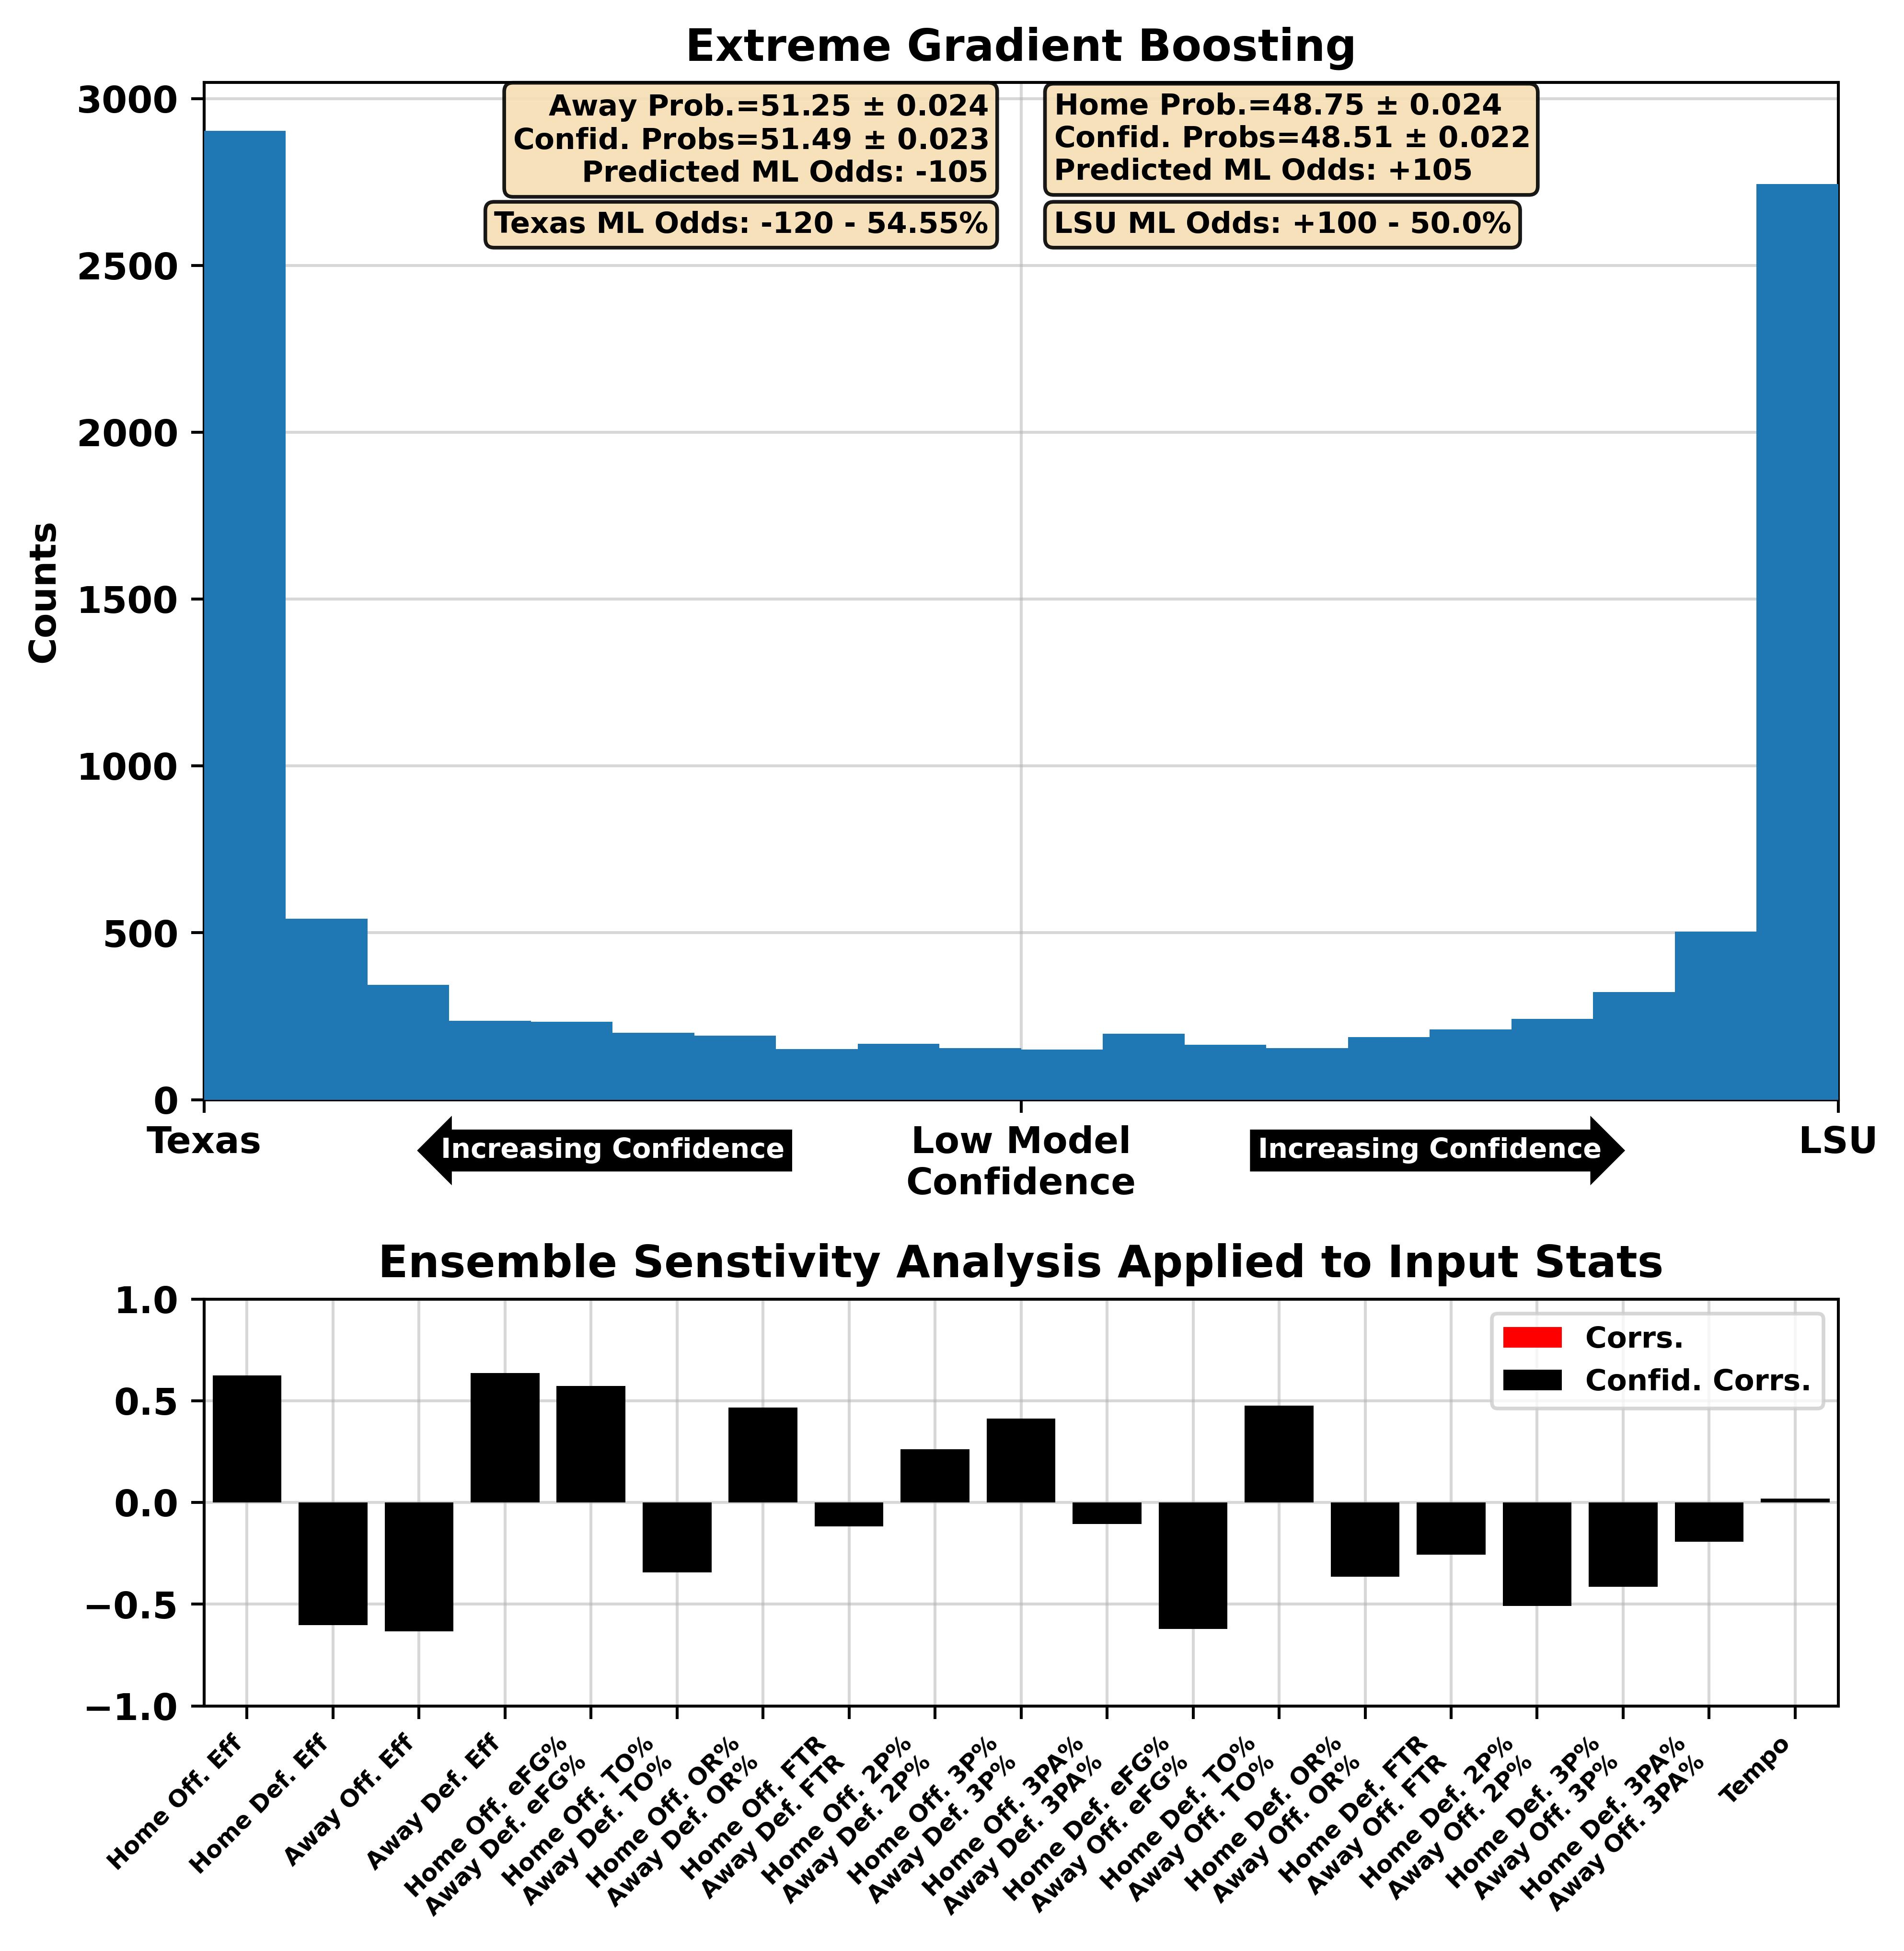 Extreme Gradient Boosting
Away Prob.=51.25 ± 0.024
Confid. Probs=51.49 ± 0.023
Predicted ML Odds: -105
Texas ML Odds: -120 - 54.55%
Home Prob.=48.75 ± 0.024
Confid. Probs=48.51 ± 0.022
Predicted ML Odds: +105
LSU ML Odds: +100 - 50.0%
Counts
3000
2500
2000
1500
1000
500
0
Texas
Increasing Confidence
Low Model
Confidence
Increasing Confidence
LSU
Ensemble Senstivity Analysis Applied to Input Stats
Corrs.
Confid. Corrs.
1.0
0.5
0.0
−0.5
−1.0
Home Off. Eff
Home Def. Eff
Away Off. Eff
Away Def. Eff
Home Off. eFG%
Away Def. eFG%
Home Off. TO%
Away Def. TO%
Home Off. OR%
Away Def. OR%
Home Off. FTR
Away Def. FTR
Home Off. 2P%
Away Def. 2P%
Home Off. 3P%
Away Def. 3P%
Home Off. 3PA%
Away Def. 3PA%
Home Def. eFG%
Away Off. eFG%
Home Def. TO%
Away Off. TO%
Home Def. OR%
Away Off. OR%
Home Def. FTR
Away Off. FTR
Home Def. 2P%
Away Off. 2P%
Home Def. 3P%
Away Off. 3P%
Home Def. 3PA%
Away Off. 3PA%
Tempo